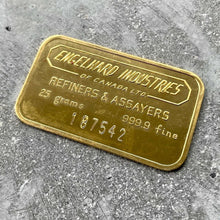 ENGELHARD INDUSTRIES
OF CANADA LTD.
REFINERS & ASSAYERS
25 grams 999.9 fine
187542